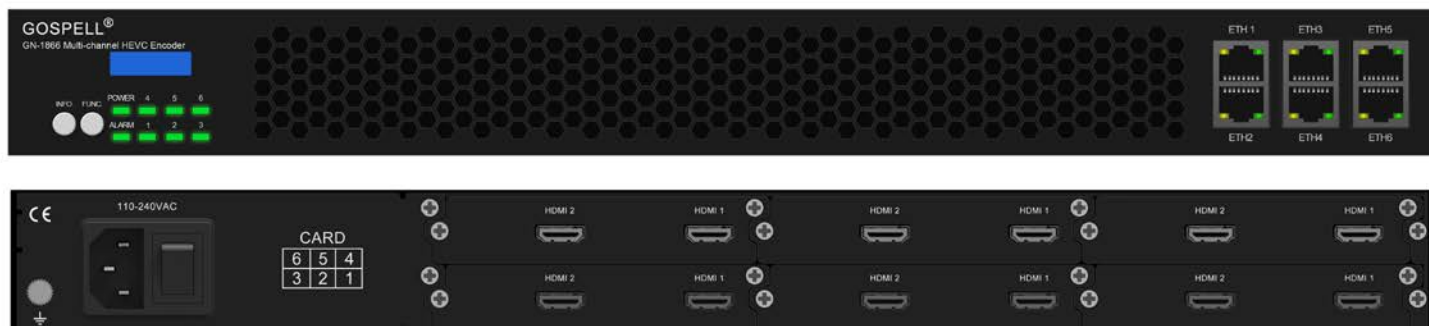 GOSPELL®
GN-1866 Multi-channel HEVC Encoder
INFO FUNC POWER 4 5 6
ALARM 1 2 3
ETH 1 ETH3 ETH5
ETH2 ETH4 ETH6
CE 110-240VAC
CARD
6 5 4
3 2 1
HDMI 2 HDMI 1 HDMI 2 HDMI 1 HDMI 2 HDMI 1
HDMI 2 HDMI 1 HDMI 2 HDMI 1 HDMI 2 HDMI 1